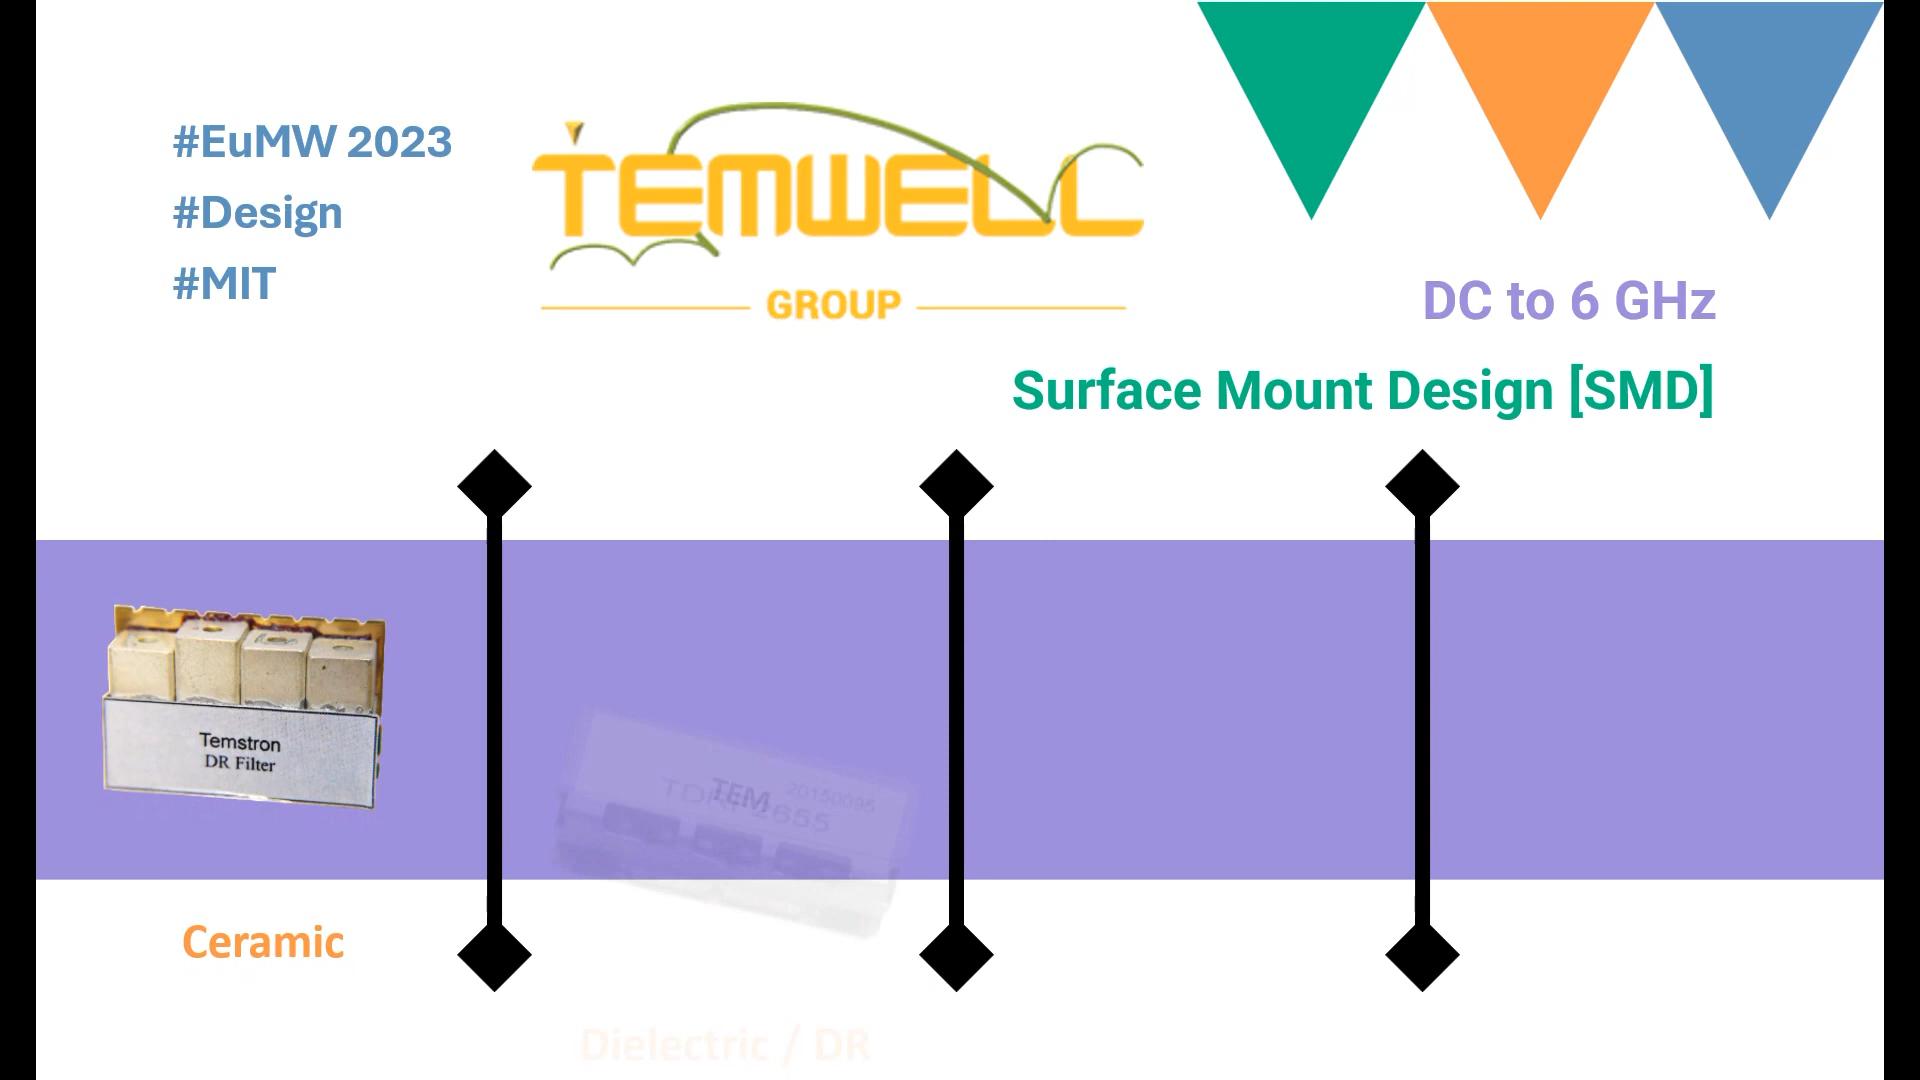 #EuMW 2023
#Design
#MIT
TEMWELL
GROUP
DC to 6 GHz
Surface Mount Design [SMD]
Temstron
DR Filter
TEM 20150095
Ceramic
Dielectric / DR